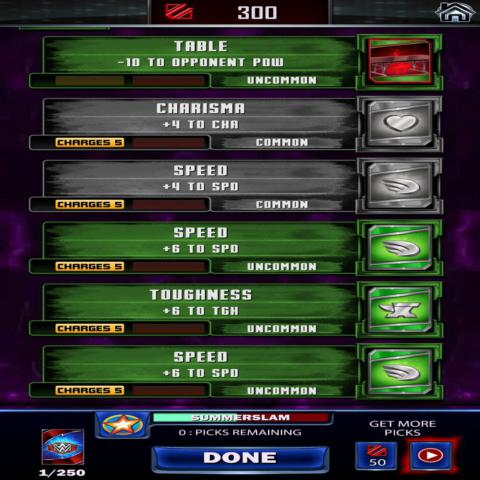 300
TABLE
-10 TO OPPONENT POW
UNCOMMON
CHARISMA
+4 TO CHA
CHARGES 5
COMMON
SPEED
+4 TO SPD
CHARGES 5
COMMON
SPEED
+6 TO SPD
CHARGES 5
UNCOMMON
TOUGHNESS
+6 TO TGH
CHARGES 5
UNCOMMON
SPEED
+6 TO SPD
CHARGES 5
UNCOMMON
SUMMERSLAM
0 : PICKS REMAINING
GET MORE
PICKS
1/250
DONE
50